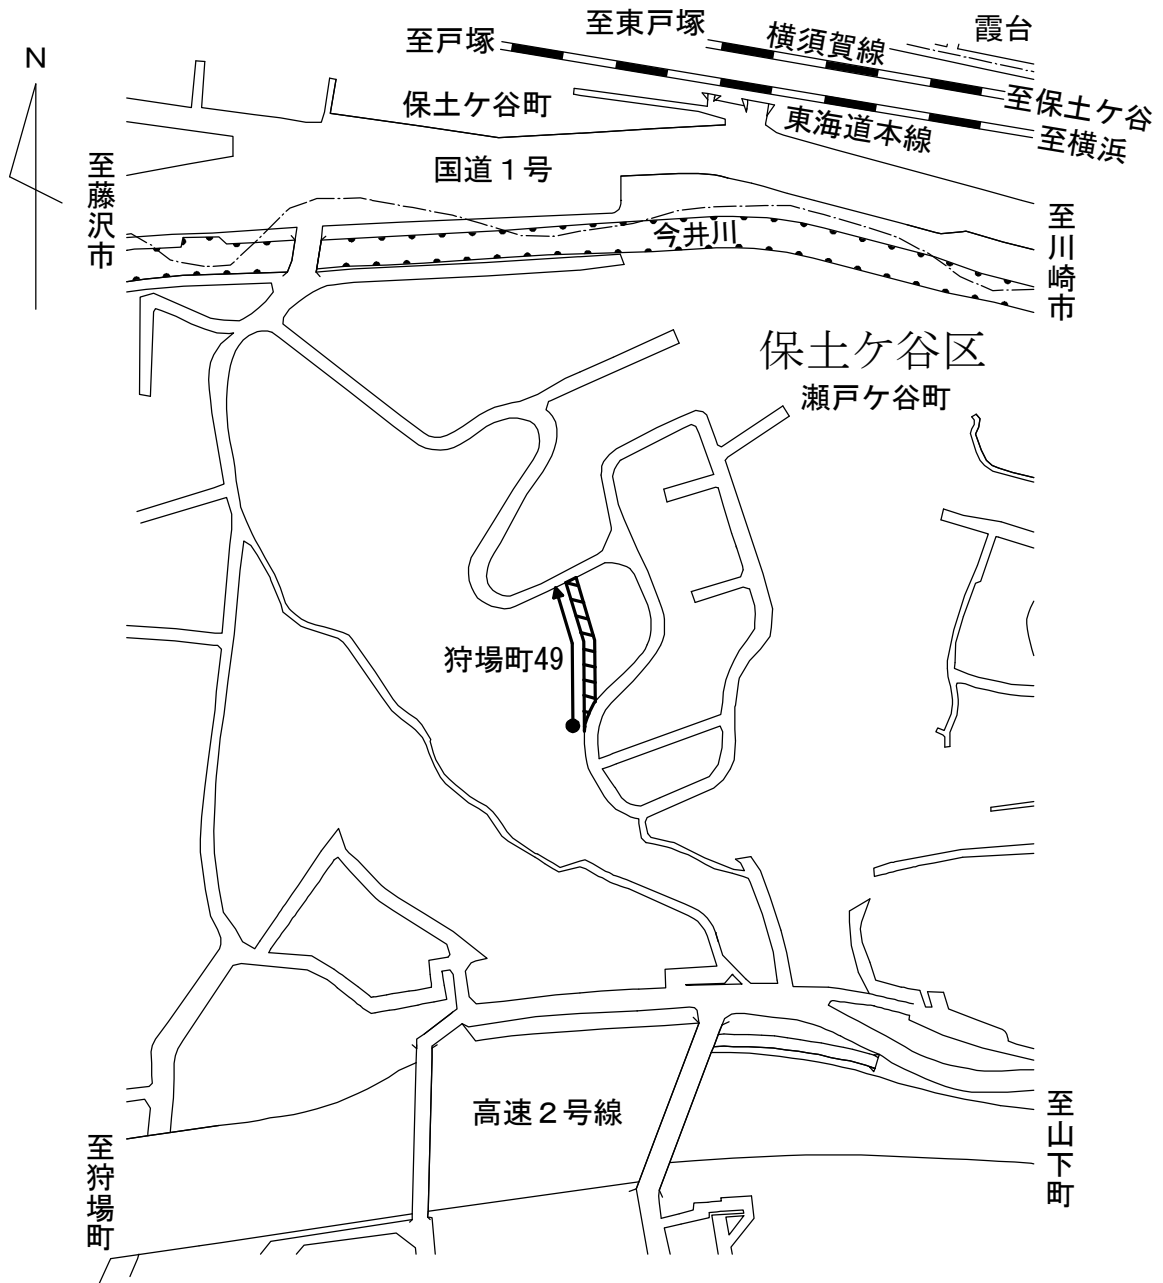 霞台
至東戸塚
横須賀線
至戸塚
N
至保土ケ谷
保土ケ谷町
東海道本線
至横浜
国道１号
至藤沢市
今井川
至川崎市
保土ケ谷区
瀬戸ケ谷町
狩場町49
高速２号線
至山下町
至狩場町